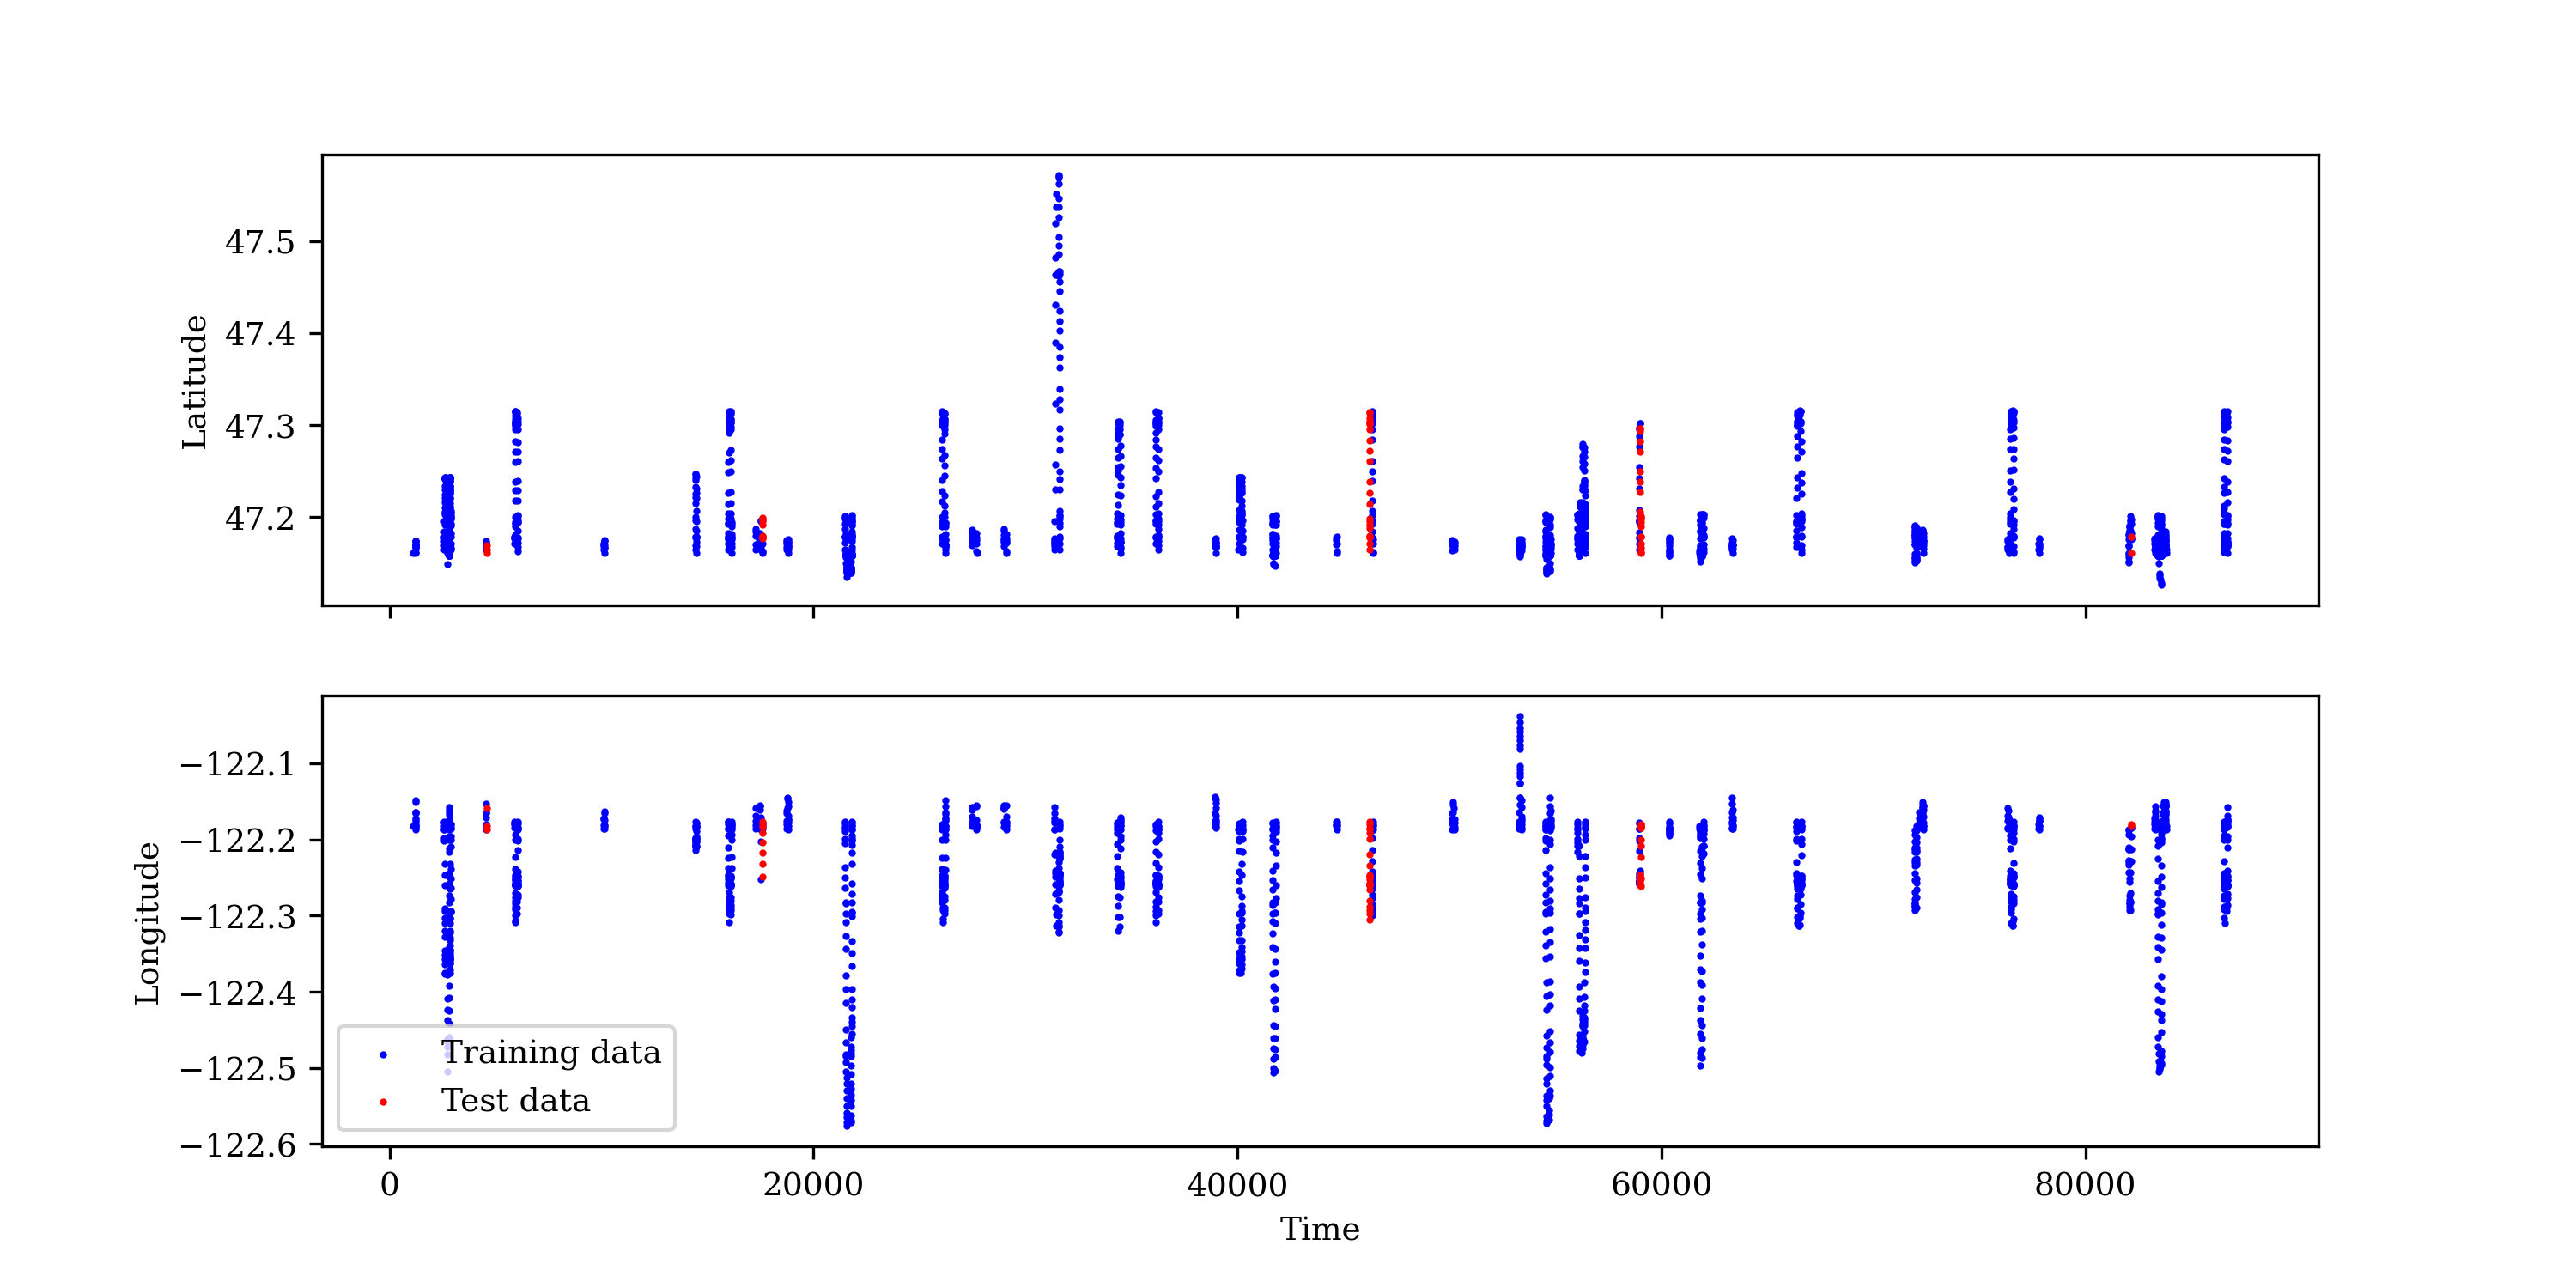 47.5
47.4
47.3
47.2
Latitude
−122.1
−122.2
−122.3
−122.4
−122.5
−122.6
Longitude
Training data
Test data
0 20000 40000 60000 80000
Time